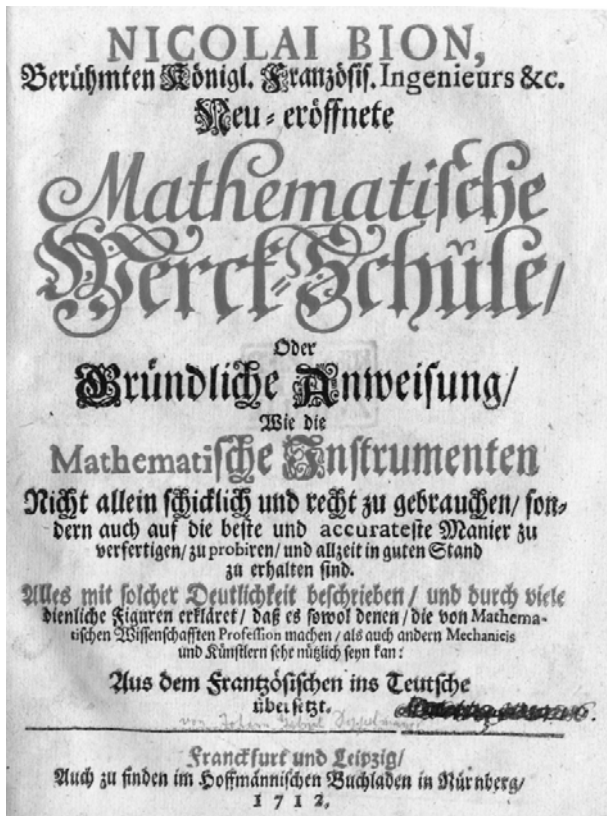 NICOLAI BION,
Berühmten Königl. Französis. Ingenieurs &c.
Neu-eröffnete
Mathematische
Werck-Schule/
Oder
Gründliche Anweisung/
Wie die
Mathematische Instrumenten
Nicht allein schicklich und recht zu gebrauchen/ son-
dern auch auf die beste und accurateste Manier zu
verfertigen/ zu probiren/ und allzeit in guten Stand
zu erhalten sind.
Alles mit solcher Deutlichkeit beschrieben/ und durch viele
dienliche Figuren erkläret/ daß es sowol denen/ die von Mathema-
tischen Wissenschafften Profession machen/ als auch andern Mechanicis
und Künstlern sehr nützlich seyn kan:
Aus dem Frantzösischen ins Teutsche
übersetzt.
von Johann
Franckfurt und Leipzig/
Auch zu finden im Hoffmännischen Buchladen in Nürnberg/
1712.